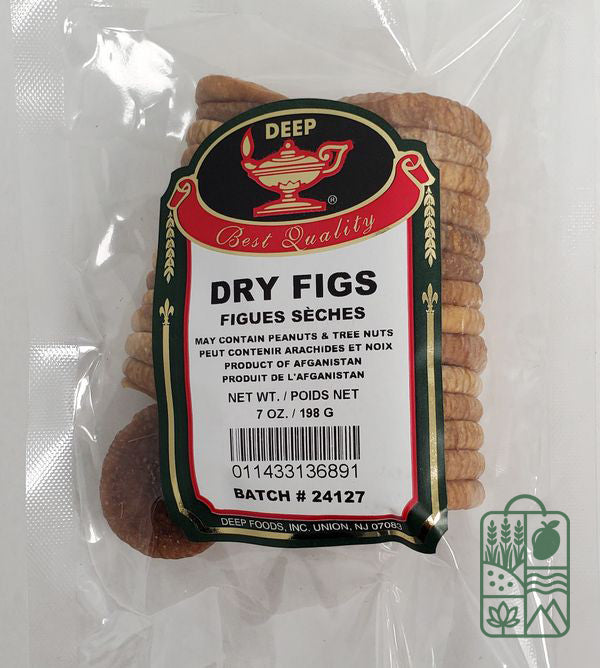 DEEP
®
Best Quality
DRY FIGS
FIGUES SÈCHES
MAY CONTAIN PEANUTS & TREE NUTS
PEUT CONTENIR ARACHIDES ET NOIX
PRODUCT OF AFGANISTAN
PRODUIT DE L'AFGANISTAN
NET WT. / POIDS NET
7 OZ. / 198 G
011433136891
BATCH # 24127
DEEP FOODS, INC. UNION, NJ 07083